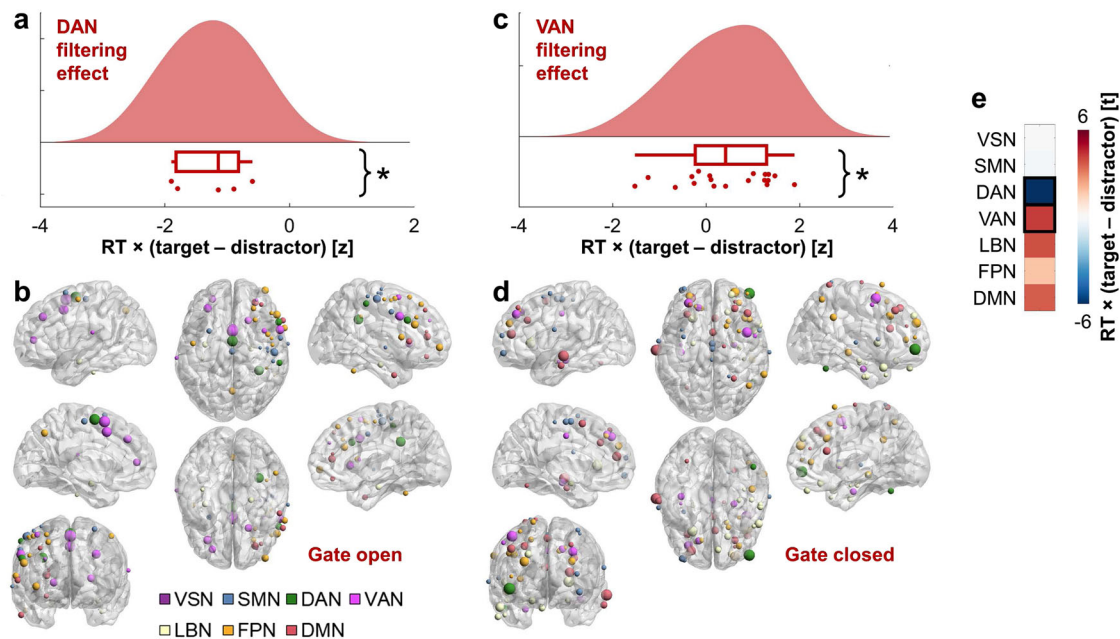 a
DAN
filtering
effect
*
-4
-2
0
2
RT × (target – distractor) [z]
c
VAN
filtering
effect
*
-4
-2
0
2
4
RT × (target – distractor) [z]
e
VSN
SMN
DAN
VAN
LBN
FPN
DMN
6
-6
RT × (target – distractor) [t]
b
Gate open
VSN SMN DAN VAN
LBN FPN DMN
d
Gate closed